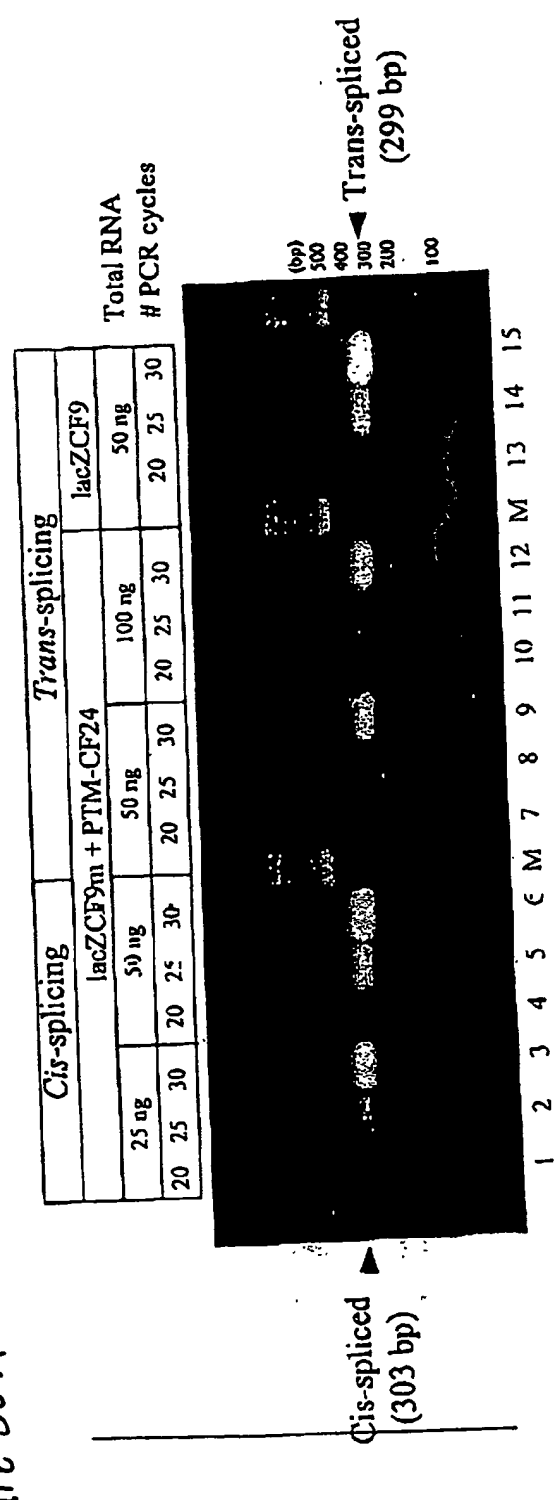 Cis-splicing Trans-splicing
lacZCF9m + PTM-CF24 lacZCF9
25 ng 50 ng 50 ng 100 ng 50 ng Total RNA
20 25 30 20 25 30 20 25 30 20 25 30 20 25 30 # PCR cycles
(bp)
500
400
300
200
100
Cis-spliced
(303 bp)
Trans-spliced
(299 bp)
1 2 3 4 5 6 M 7 8 9 10 11 12 M 13 14 15